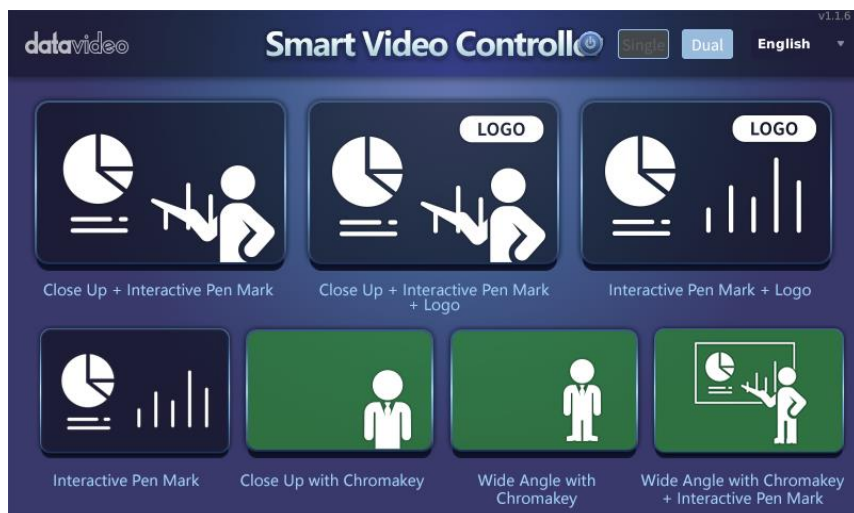 v1.1.6
datavideo
Smart Video Controlle
Single
Dual
English
LOGO
LOGO
Close Up + Interactive Pen Mark
Close Up + Interactive Pen Mark
+ Logo
Interactive Pen Mark + Logo
Interactive Pen Mark
Close Up with Chromakey
Wide Angle with
Chromakey
Wide Angle with Chromakey
+ Interactive Pen Mark